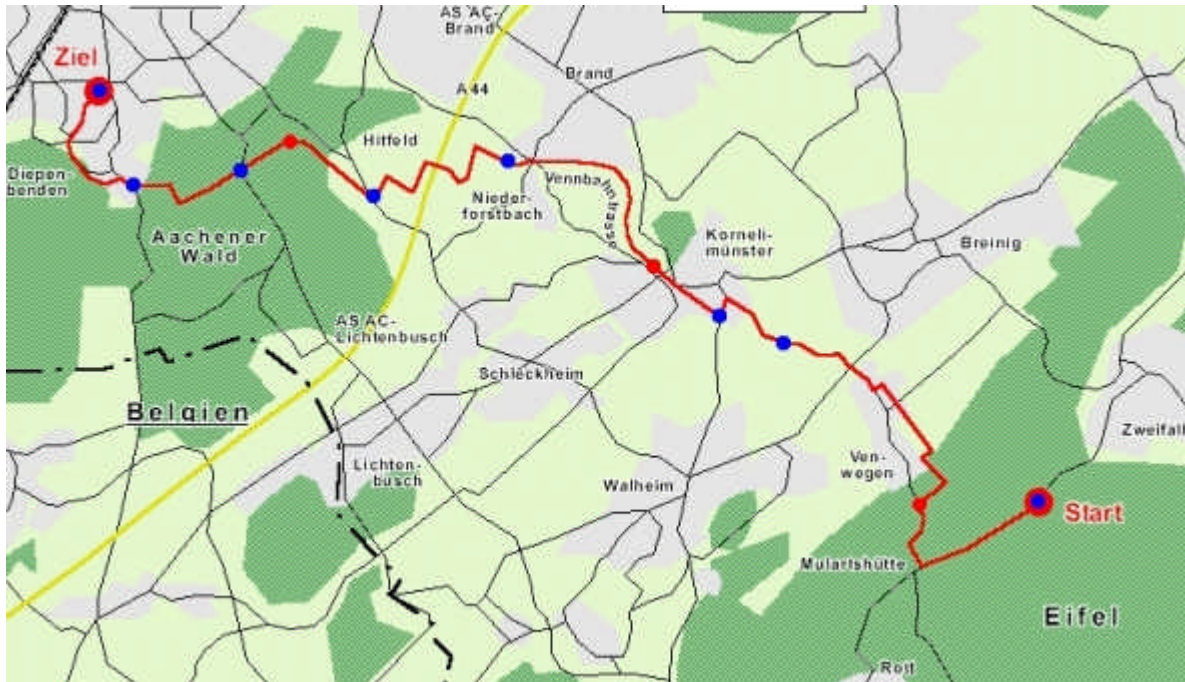 AS AC-
Brand
Ziel
Brand
A 44
Hitfeld
Diepen-
benden
Vennbahntrasse
Nieder-
forstbach
Aachener
Wald
Korneli-
münster
Breinig
AS AC-
Lichtenbusch
Schleckheim
Belgien
Zweifall
Lichten-
busch
Ven-
wegen
Walheim
Start
Mulartshütte
Eifel
Rott